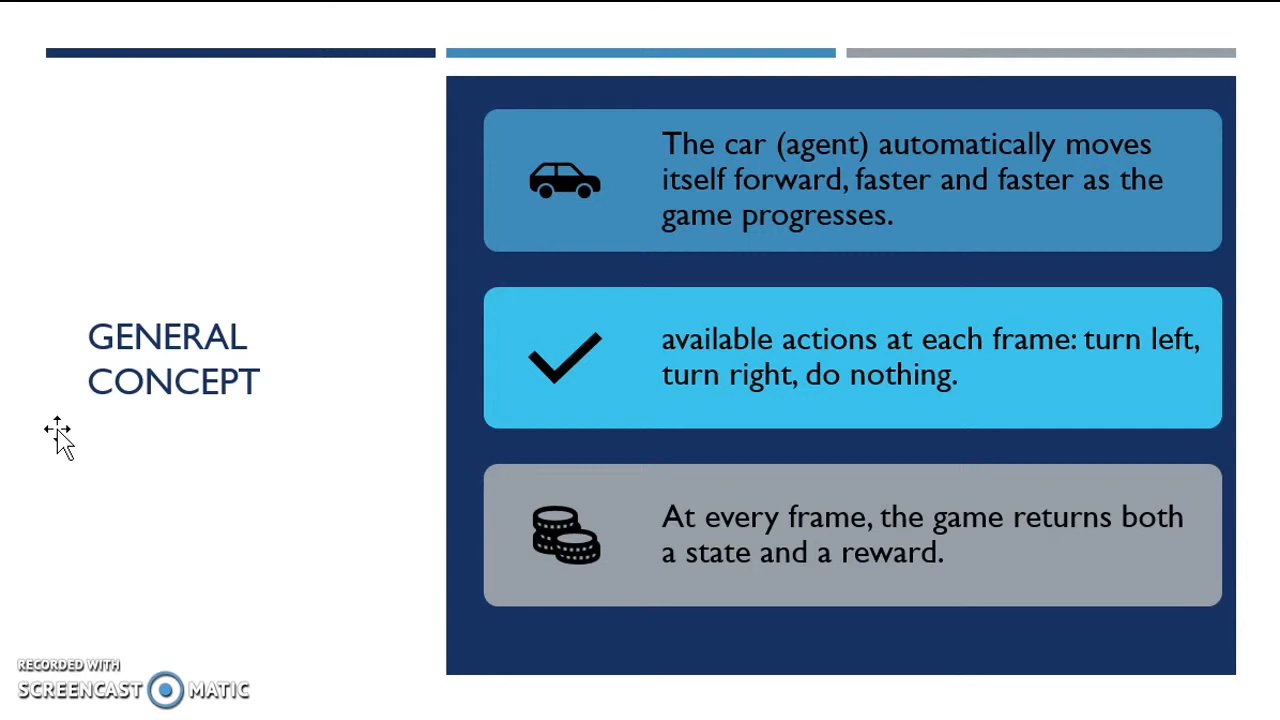 The car (agent) automatically moves
itself forward, faster and faster as the
game progresses.
GENERAL
CONCEPT
available actions at each frame: turn left,
turn right, do nothing.
At every frame, the game returns both
a state and a reward.
RECORDED WITH
SCREENCAST MATIC